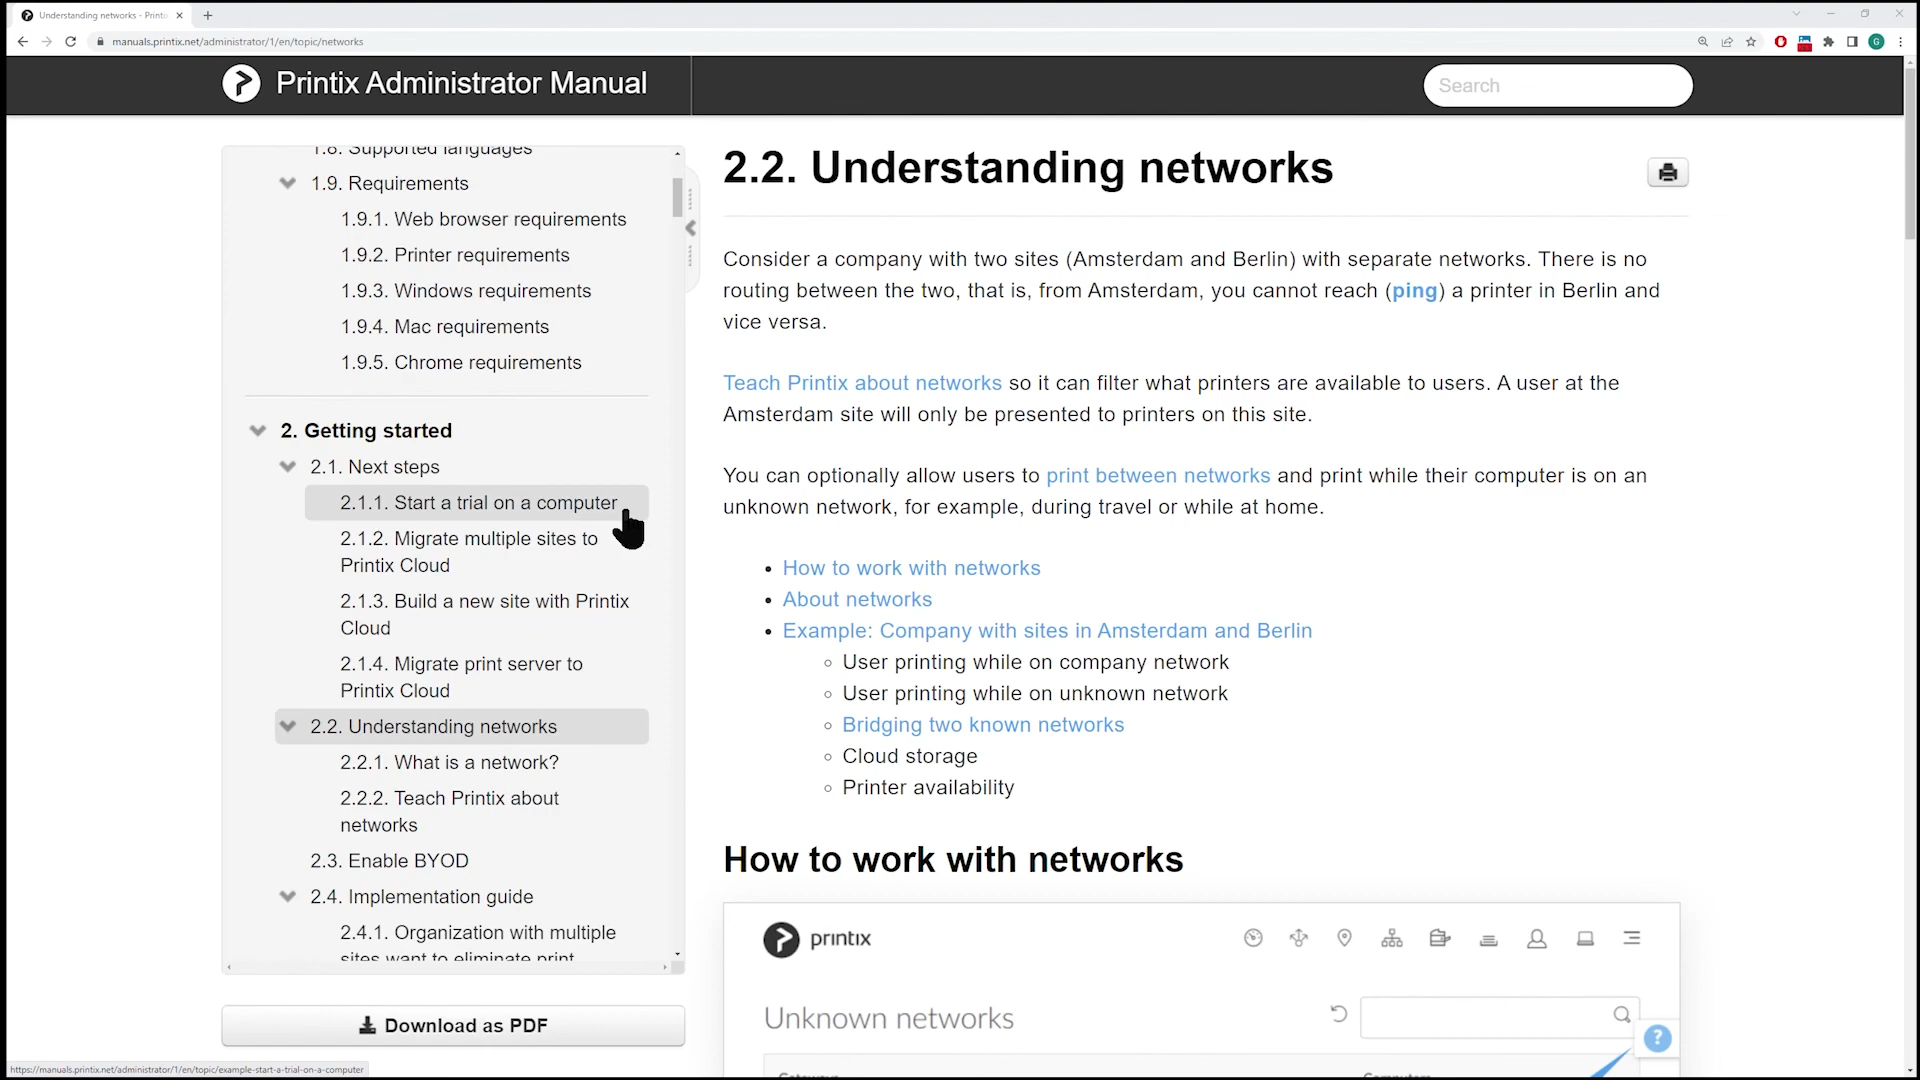 Understanding networks - Printi
manuals.printix.net/administrator/1/en/topic/networks
Printix Administrator Manual
Search
1.8. Supported languages
1.9. Requirements
1.9.1. Web browser requirements
1.9.2. Printer requirements
1.9.3. Windows requirements
1.9.4. Mac requirements
1.9.5. Chrome requirements
2. Getting started
2.1. Next steps
2.1.1. Start a trial on a computer
2.1.2. Migrate multiple sites to
Printix Cloud
2.1.3. Build a new site with Printix
Cloud
2.1.4. Migrate print server to
Printix Cloud
2.2. Understanding networks
2.2.1. What is a network?
2.2.2. Teach Printix about
networks
2.3. Enable BYOD
2.4. Implementation guide
2.4.1. Organization with multiple
sites want to eliminate print
Download as PDF
2.2. Understanding networks
Consider a company with two sites (Amsterdam and Berlin) with separate networks. There is no
routing between the two, that is, from Amsterdam, you cannot reach (ping) a printer in Berlin and
vice versa.
Teach Printix about networks so it can filter what printers are available to users. A user at the
Amsterdam site will only be presented to printers on this site.
You can optionally allow users to print between networks and print while their computer is on an
unknown network, for example, during travel or while at home.
• How to work with networks
• About networks
• Example: Company with sites in Amsterdam and Berlin
◦ User printing while on company network
◦ User printing while on unknown network
◦ Bridging two known networks
◦ Cloud storage
◦ Printer availability
How to work with networks
printix
Unknown networks
?
Gateways
Computers
G
https://manuals.printix.net/administrator/1/en/topic/example-start-a-trial-on-a-computer